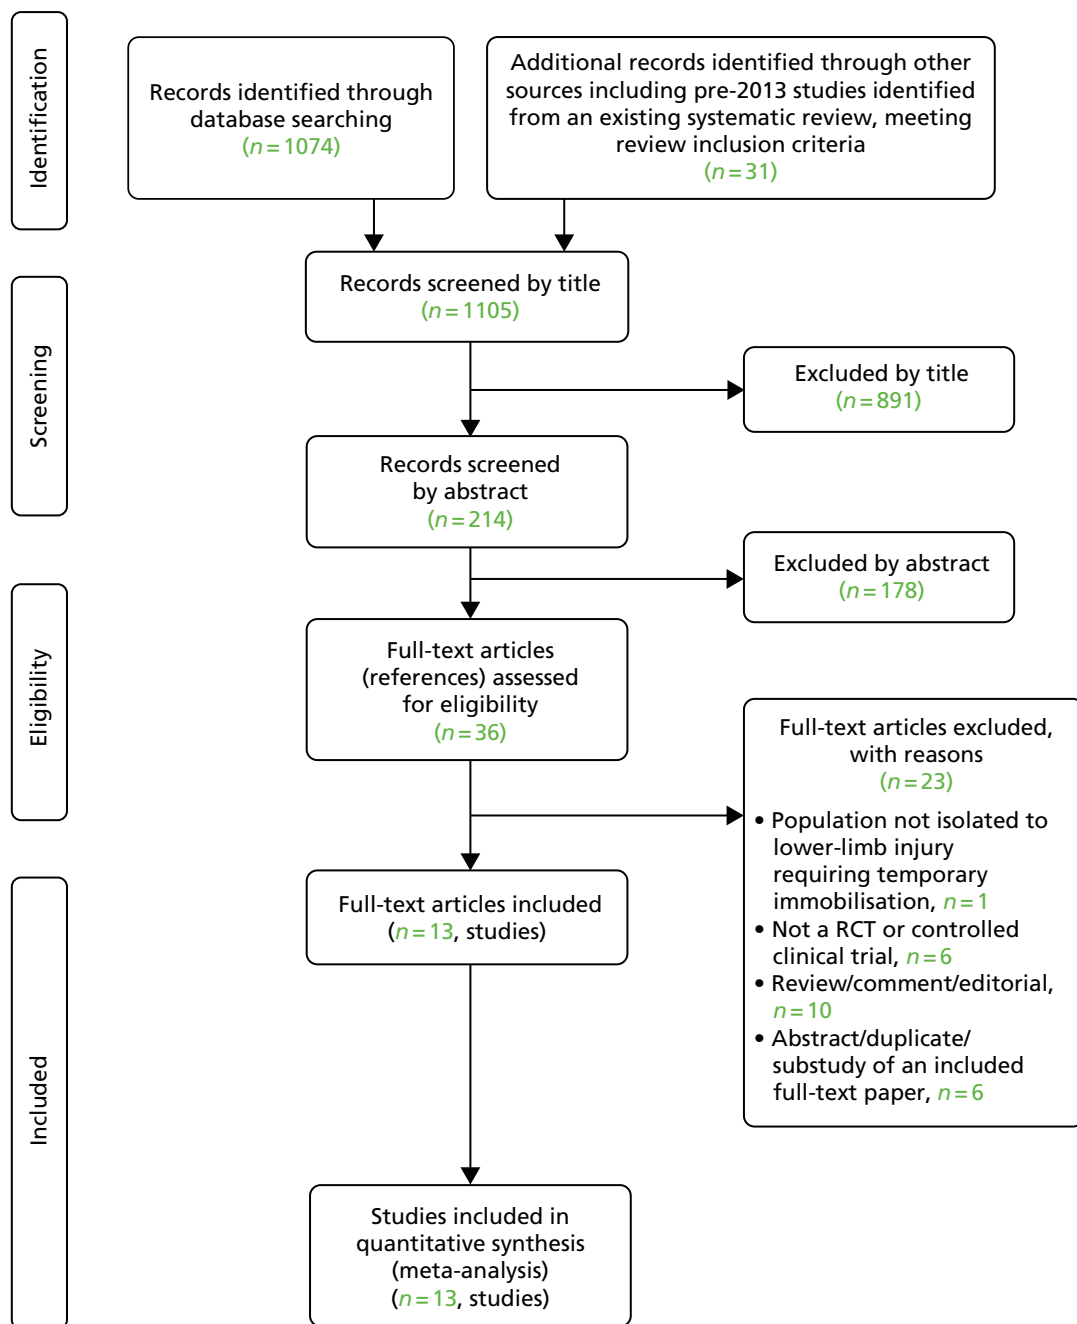 Identification
Records identified through
database searching
(n = 1074)
Additional records identified through other
sources including pre-2013 studies identified
from an existing systematic review, meeting
review inclusion criteria
(n = 31)
Screening
Records screened by title
(n = 1105)
Excluded by title
(n = 891)
Records screened
by abstract
(n = 214)
Excluded by abstract
(n = 178)
Eligibility
Full-text articles
(references) assessed
for eligibility
(n = 36)
Full-text articles excluded,
with reasons
(n = 23)
• Population not isolated to
lower-limb injury
requiring temporary
immobilisation, n = 1
• Not a RCT or controlled
clinical trial, n = 6
• Review/comment/editorial,
n = 10
• Abstract/duplicate/
substudy of an included
full-text paper, n = 6
Included
Full-text articles included
(n = 13, studies)
Studies included in
quantitative synthesis
(meta-analysis)
(n = 13, studies)